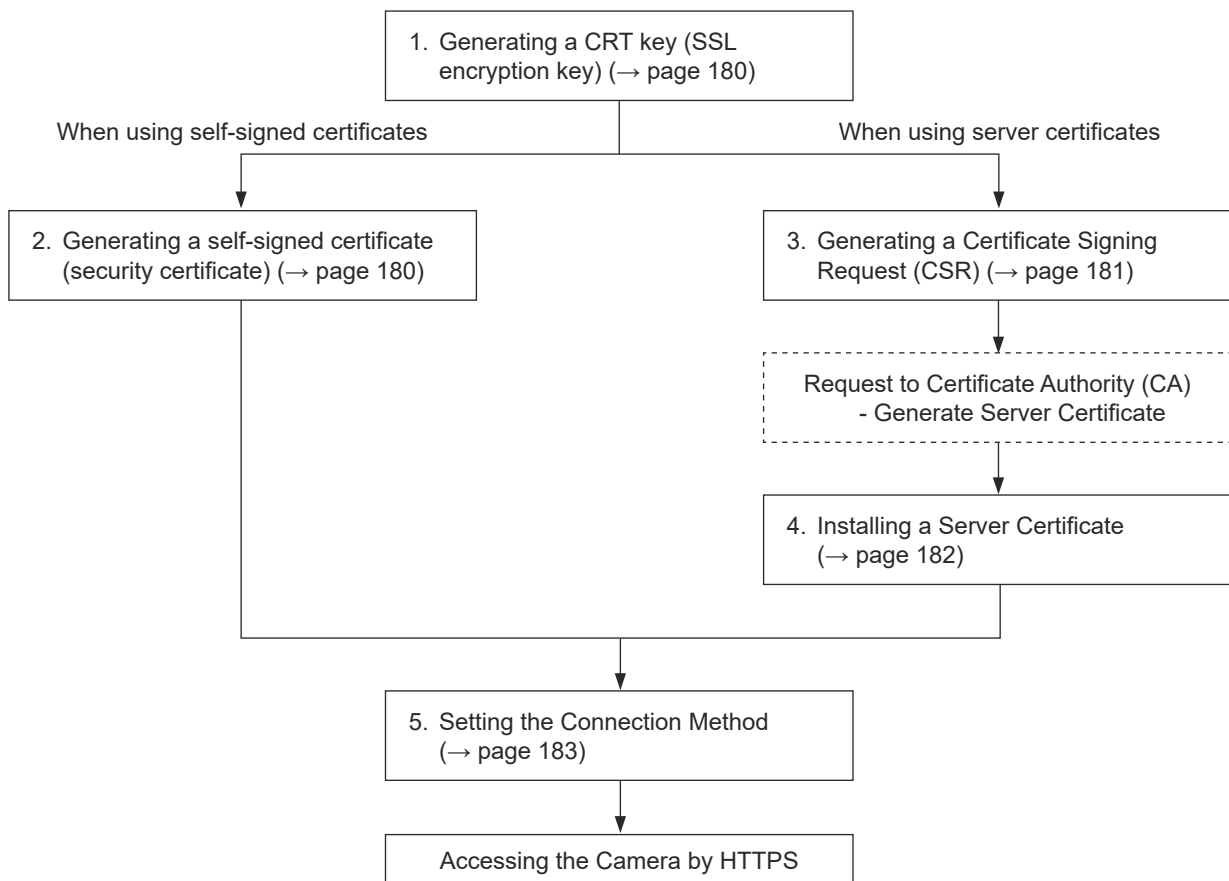 1. Generating a CRT key (SSL
encryption key) (→ page 180)
When using self-signed certificates
When using server certificates
2. Generating a self-signed certificate
(security certificate) (→ page 180)
3. Generating a Certificate Signing
Request (CSR) (→ page 181)
Request to Certificate Authority (CA)
- Generate Server Certificate
4. Installing a Server Certificate
(→ page 182)
5. Setting the Connection Method
(→ page 183)
Accessing the Camera by HTTPS